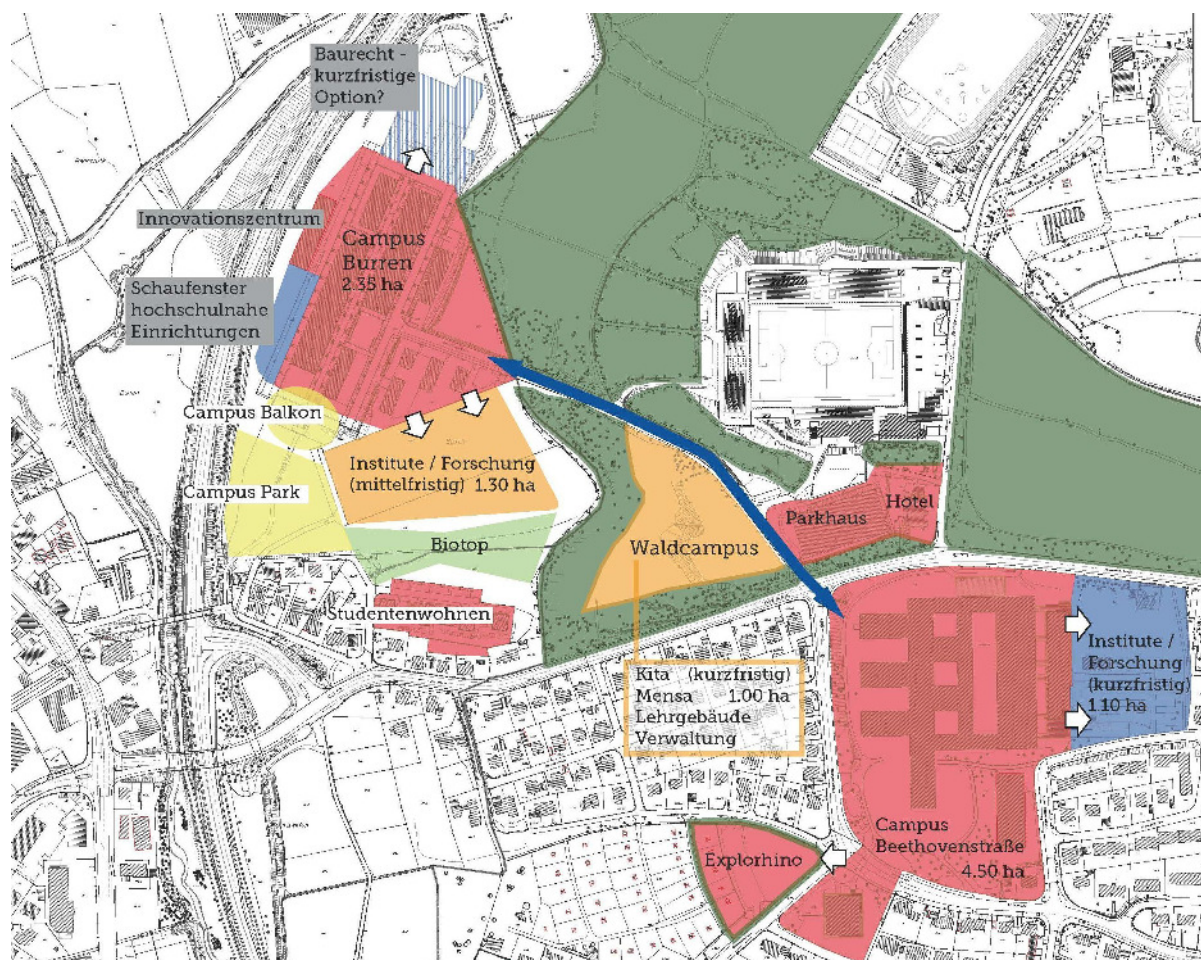 Baurecht -
kurzfristige
Option?
Innovationszentrum
Campus
Burren
2.35 ha
Schaufenster
hochschulnahe
Einrichtungen
Campus Balkon
Institute / Forschung
(mittelfristig) 1.30 ha
Campus Park
Biotop
Studentenwohnen
Waldcampus
Parkhaus
Hotel
Kita (kurzfristig)
Mensa 1.00 ha
Lehrgebäude
Verwaltung
Institute /
Forschung
(kurzfristig)
1.10 ha
Campus
Beethovenstraße
4.50 ha
Explorhino